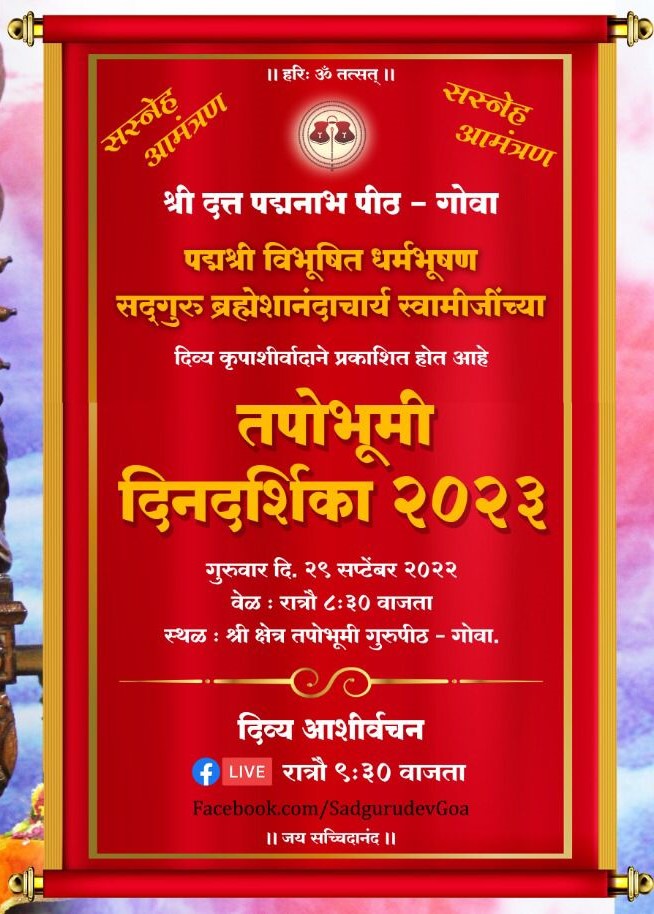 ॥ हरिः ॐ तत्सत् ॥
सस्नेह
आमंत्रण
सस्नेह
आमंत्रण
श्री दत्त पद्मनाभ पीठ - गोवा
पद्मश्री विभूषित धर्मभूषण
सद्‌गुरु ब्रह्मेशानंदाचार्य स्वामीजींच्या
दिव्य कृपाशीर्वादाने प्रकाशित होत आहे
तपोभूमी
दिनदर्शिका २०२३
गुरुवार दि. २९ सप्टेंबर २०२२
वेळ : रात्रौ ८:३० वाजता
स्थळ : श्री क्षेत्र तपोभूमी गुरुपीठ - गोवा.
दिव्य आशीर्वचन
f LIVE रात्रौ ९:३० वाजता
Facebook.com/SadgurudevGoa
॥ जय सच्चिदानंद ॥